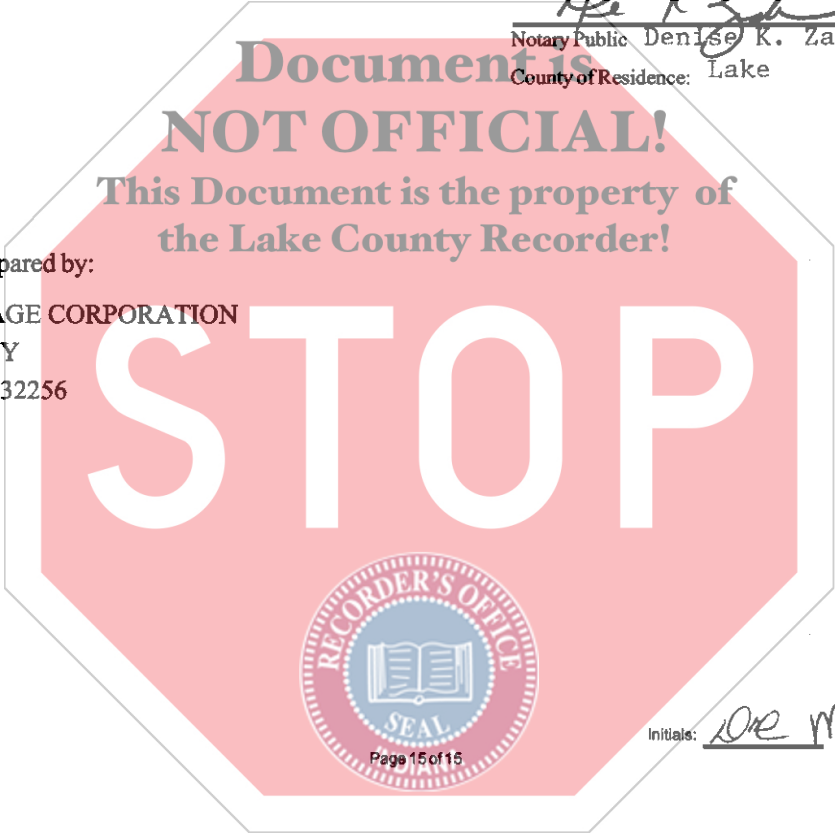 Notary Public Denise K. Za
County of Residence: Lake
Document is
NOT OFFICIAL!
This Document is the property of
the Lake County Recorder!
pared by:
AGE CORPORATION
Y
32256
STOP
RECORDER'S OFFICE
SEAL
INDIANA
Page 15 of 15
Initials: